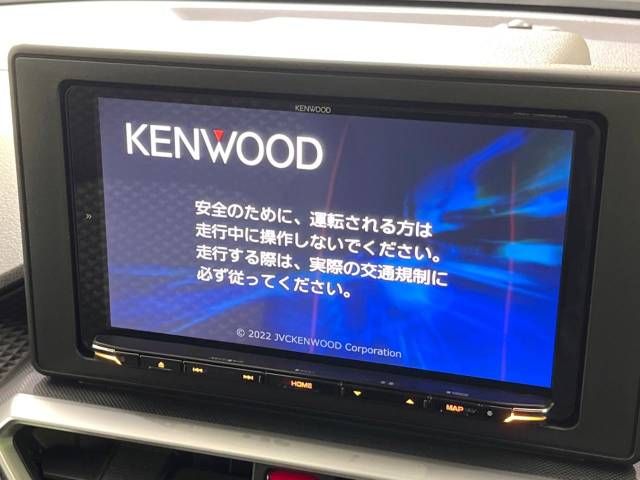 KENWOOD
KENWOOD
安全のために、運転される方は
走行中に操作しないでください。
走行する際は、実際の交通規制に
必ず従ってください。
© 2022 JVCKENWOOD Corporation
HOME
MAP